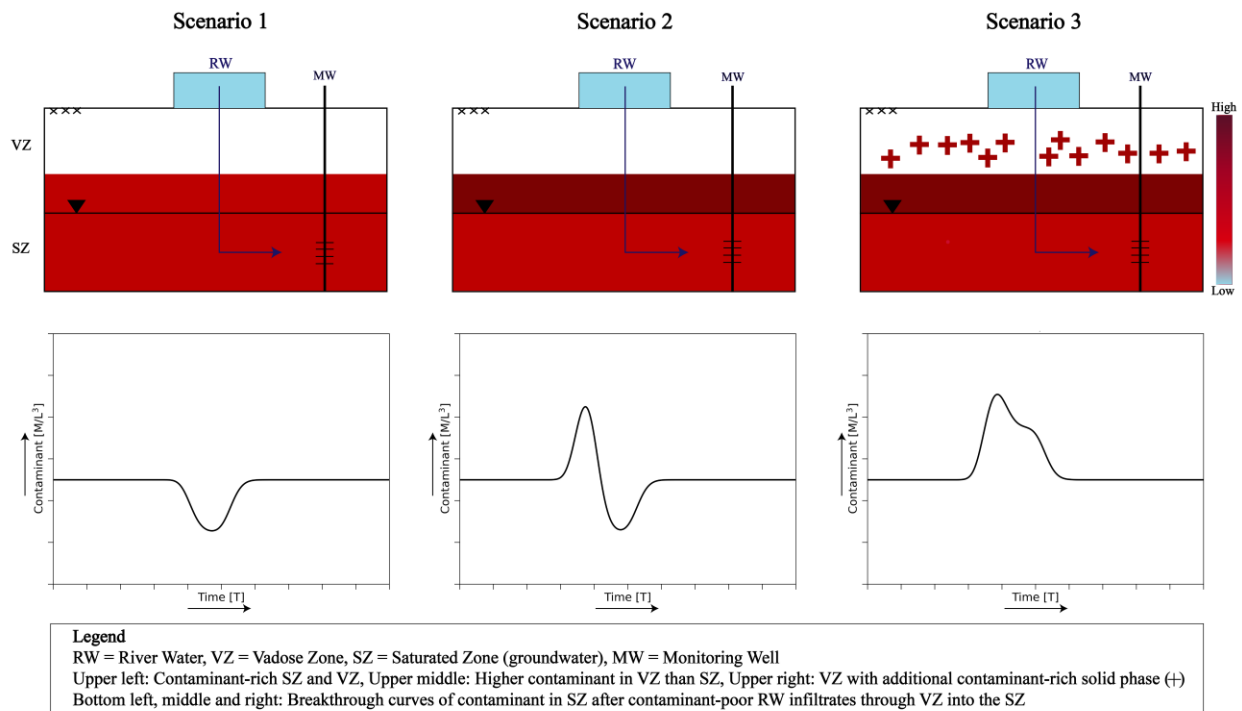 Scenario 1
Scenario 2
Scenario 3
RW
MW
RW
MW
RW
MW
High
VZ
SZ
Low
Contaminant [M/L³]
Contaminant [M/L³]
Contaminant [M/L³]
Time [T]
Time [T]
Time [T]
Legend
RW = River Water, VZ = Vadose Zone, SZ = Saturated Zone (groundwater), MW = Monitoring Well
Upper left: Contaminant-rich SZ and VZ, Upper middle: Higher contaminant in VZ than SZ, Upper right: VZ with additional contaminant-rich solid phase (+)
Bottom left, middle and right: Breakthrough curves of contaminant in SZ after contaminant-poor RW infiltrates through VZ into the SZ